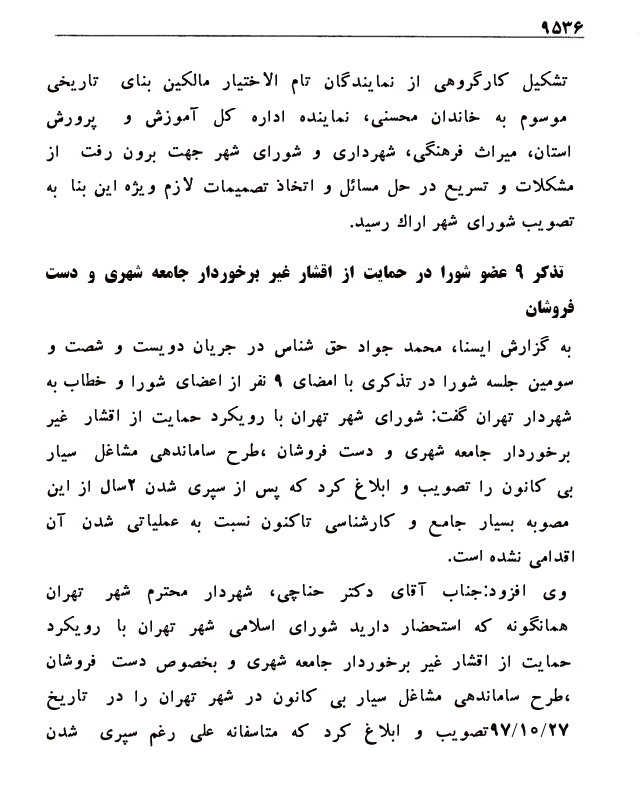 ۹۵۳۶
تشکیل کارگروهی از نمایندگان تام الاختیار مالکین بنای تاریخی
موسوم به خاندان محسنی، نماینده اداره کل آموزش و پرورش
استان، میراث فرهنگی، شهرداری و شورای شهر جهت برون رفت از
مشکلات و تسریع در حل مسائل و اتخاذ تصمیمات لازم ویژه این بنا به
تصویب شورای شهر اراك رسید.
تذکر ۹ عضو شورا در حمایت از اقشار غیر برخوردار جامعه شهری و دست
فروشان
به گزارش ایسنا، محمد جواد حق شناس در جریان دویست و شصت و
سومین جلسه شورا در تذکری با امضای ۹ نفر از اعضای شورا و خطاب به
شهردار تهران گفت: شورای شهر تهران با رویکرد حمایت از اقشار غیر
برخوردار جامعه شهری و دست فروشان ،طرح ساماندهی مشاغل سیار
بی کانون را تصویب و ابلاغ کرد که پس از سپری شدن ۲سال از این
مصوبه بسیار جامع و کارشناسی تاکنون نسبت به عملیاتی شدن آن
اقدامی نشده است.
وی افزود:جناب آقای دکتر حناچی، شهردار محترم شهر تهران
همانگونه که استحضار دارید شورای اسلامی شهر تهران با رویکرد
حمایت از اقشار غیر برخوردار جامعه شهری و بخصوص دست فروشان
،طرح ساماندهی مشاغل سیار بی کانون در شهر تهران را در تاریخ
۹۷/۱۰/۲۷تصویب و ابلاغ کرد که متاسفانه علی رغم سپری شدن